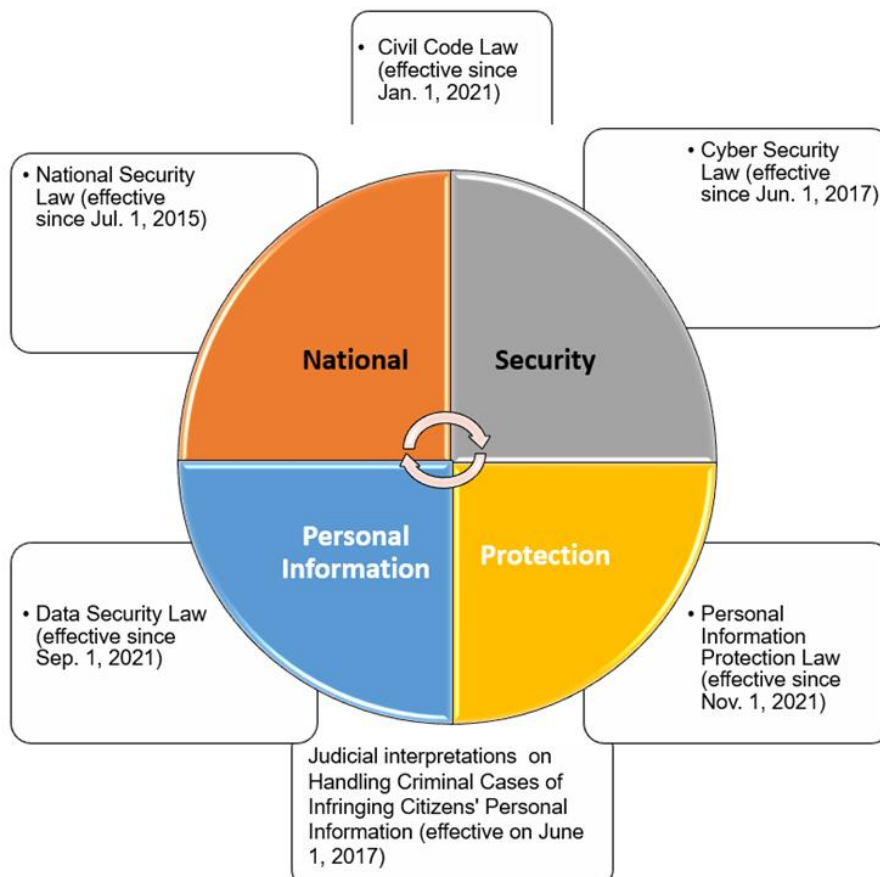 • Civil Code Law
(effective since
Jan. 1, 2021)
• National Security
Law (effective
since Jul. 1, 2015)
• Cyber Security
Law (effective
since Jun. 1, 2017)
National
Security
Personal
Information
Protection
• Data Security Law
(effective since
Sep. 1, 2021)
• Personal
Information
Protection Law
(effective since
Nov. 1, 2021)
Judicial interpretations on
Handling Criminal Cases of
Infringing Citizens' Personal
Information (effective on June
1, 2017)